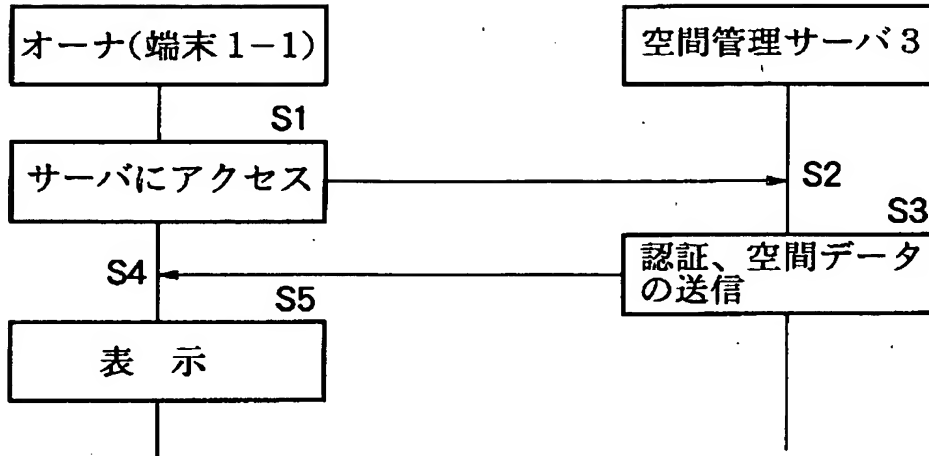 オーナ(端末1-1)
空間管理サーバ3
S1
サーバにアクセス
S2
S3
認証、空間データ
の送信
S4
S5
表 示